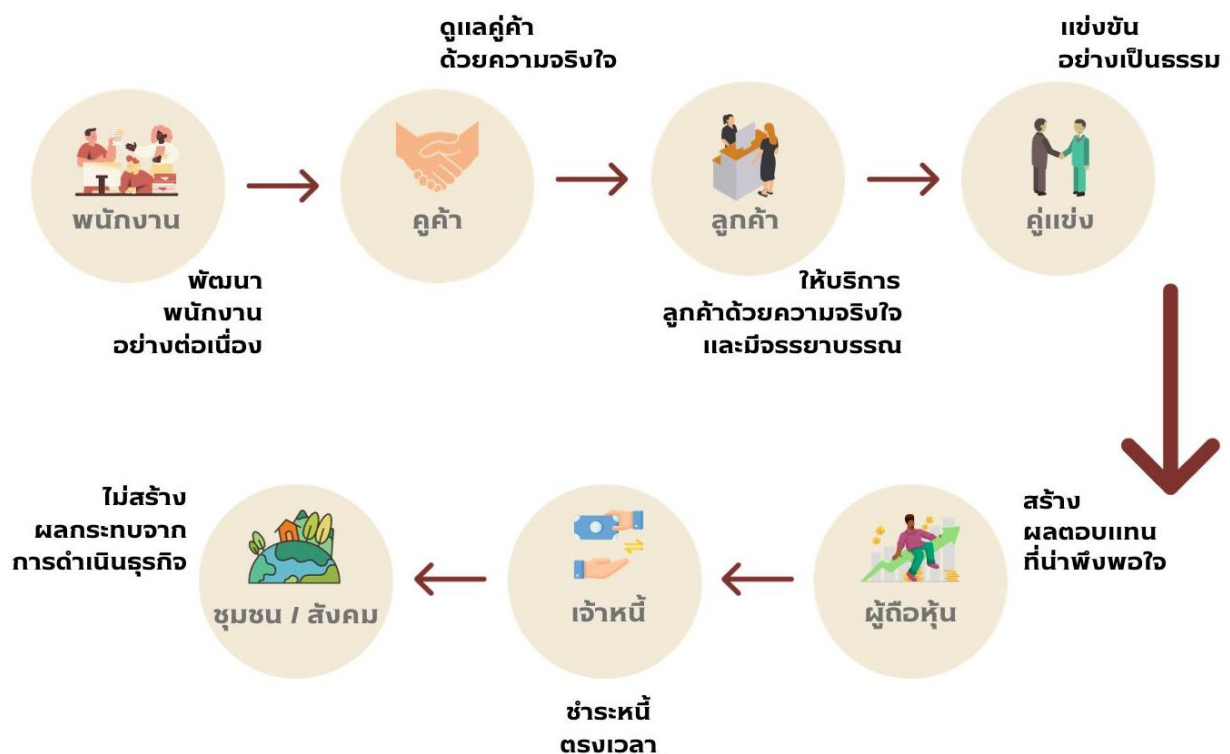 ดูแลคู่ค้า
ด้วยความจริงใจ
แข่งขัน
อย่างเป็นธรรม
พนักงาน
คูค้า
ลูกค้า
คู่แข่ง
พัฒนา
พนักงาน
อย่างต่อเนื่อง
ให้บริการ
ลูกค้าด้วยความจริงใจ
และมีจรรยาบรรณ
สร้าง
ผลตอบแทน
ที่น่าพึงพอใจ
ผู้ถือหุ้น
เจ้าหนี้
ชำระหนี้
ตรงเวลา
ไม่สร้าง
ผลกระทบจาก
การดำเนินธุรกิจ
ชุมชน / สังคม